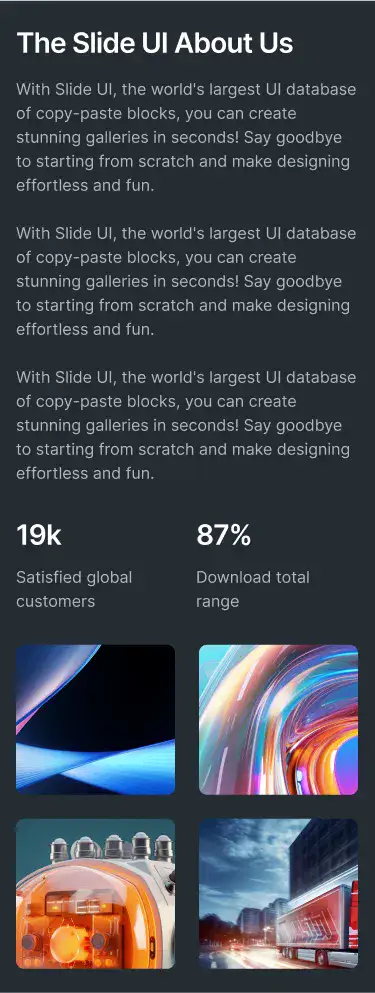 The Slide UI About Us
With Slide UI, the world's largest UI database
of copy-paste blocks, you can create
stunning galleries in seconds! Say goodbye
to starting from scratch and make designing
effortless and fun.
With Slide UI, the world's largest UI database
of copy-paste blocks, you can create
stunning galleries in seconds! Say goodbye
to starting from scratch and make designing
effortless and fun.
With Slide UI, the world's largest UI database
of copy-paste blocks, you can create
stunning galleries in seconds! Say goodbye
to starting from scratch and make designing
effortless and fun.
19k
87%
Satisfied global
customers
Download total
range